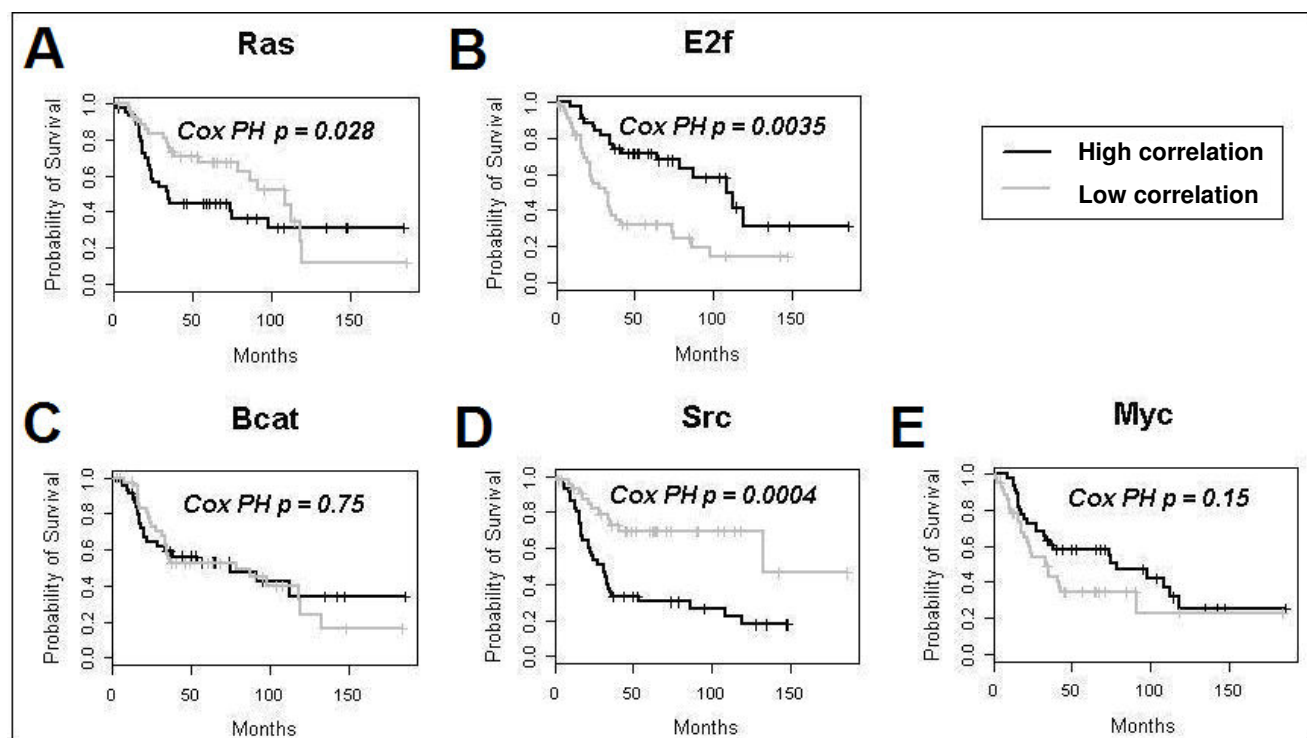 A
Ras
Probability of Survival
0.0 0.2 0.4 0.6 0.8 1.0
Cox PH p = 0.028
0 50 100 150
Months
B
E2f
Probability of Survival
0.0 0.2 0.4 0.6 0.8 1.0
Cox PH p = 0.0035
0 50 100 150
Months
High correlation
Low correlation
C
Bcat
Probability of Survival
0.0 0.2 0.4 0.6 0.8 1.0
Cox PH p = 0.75
0 50 100 150
Months
D
Src
Probability of Survival
0.0 0.2 0.4 0.6 0.8 1.0
Cox PH p = 0.0004
0 50 100 150
Months
E
Myc
Probability of Survival
0.0 0.2 0.4 0.6 0.8 1.0
Cox PH p = 0.15
0 50 100 150
Months